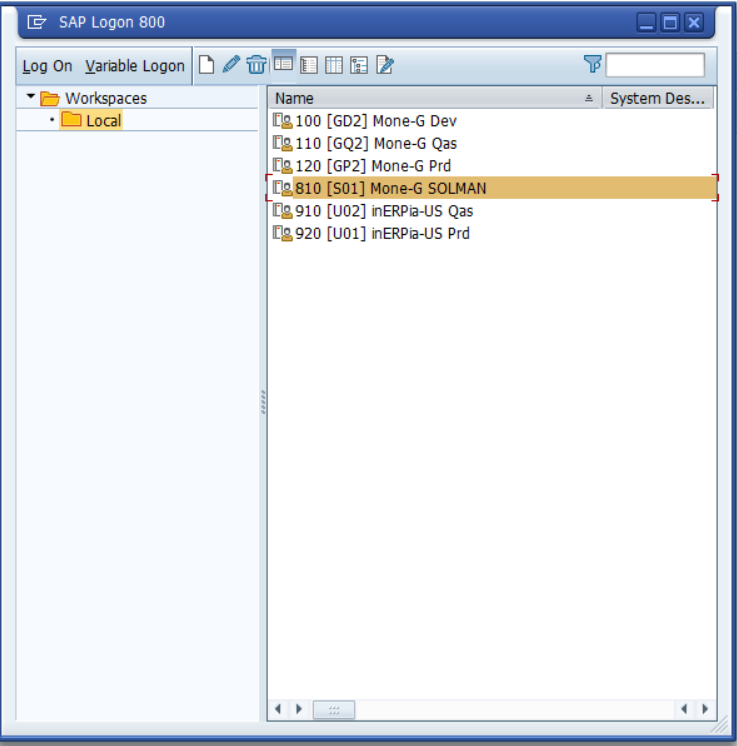 SAP Logon 800
Log On Variable Logon
Workspaces
Local
Name System Des...
100 [GD2] Mone-G Dev
110 [GQ2] Mone-G Qas
120 [GP2] Mone-G Prd
810 [S01] Mone-G SOLMAN
910 [U02] inERPia-US Qas
920 [U01] inERPia-US Prd